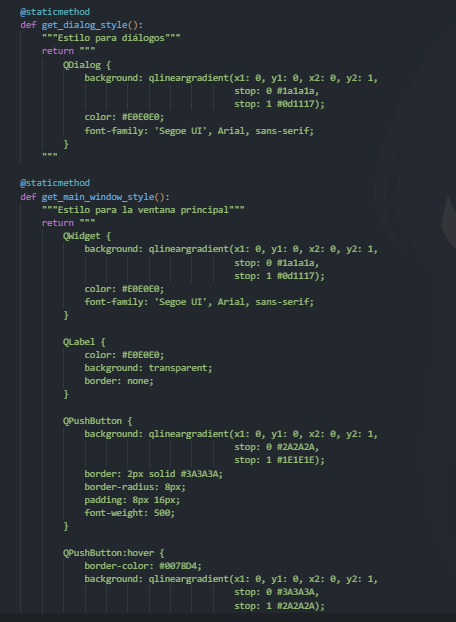 @staticmethod
def get_dialog_style():
"""Estilo para diálogos"""
return """
QDialog {
background: qlineargradient(x1: 0, y1: 0, x2: 0, y2: 1,
stop: 0 #1a1a1a,
stop: 1 #0d1117);
color: #E0E0E0;
font-family: 'Segoe UI', Arial, sans-serif;
}
"""
@staticmethod
def get_main_window_style():
"""Estilo para la ventana principal"""
return """
QWidget {
background: qlineargradient(x1: 0, y1: 0, x2: 0, y2: 1,
stop: 0 #1a1a1a,
stop: 1 #0d1117);
color: #E0E0E0;
font-family: 'Segoe UI', Arial, sans-serif;
}
QLabel {
color: #E0E0E0;
background: transparent;
border: none;
}
QPushButton {
background: qlineargradient(x1: 0, y1: 0, x2: 0, y2: 1,
stop: 0 #2A2A2A,
stop: 1 #1E1E1E);
border: 2px solid #3A3A3A;
border-radius: 8px;
padding: 8px 16px;
font-weight: 500;
}
QPushButton:hover {
border-color: #0078D4;
background: qlineargradient(x1: 0, y1: 0, x2: 0, y2: 1,
stop: 0 #3A3A3A,
stop: 1 #2A2A2A);